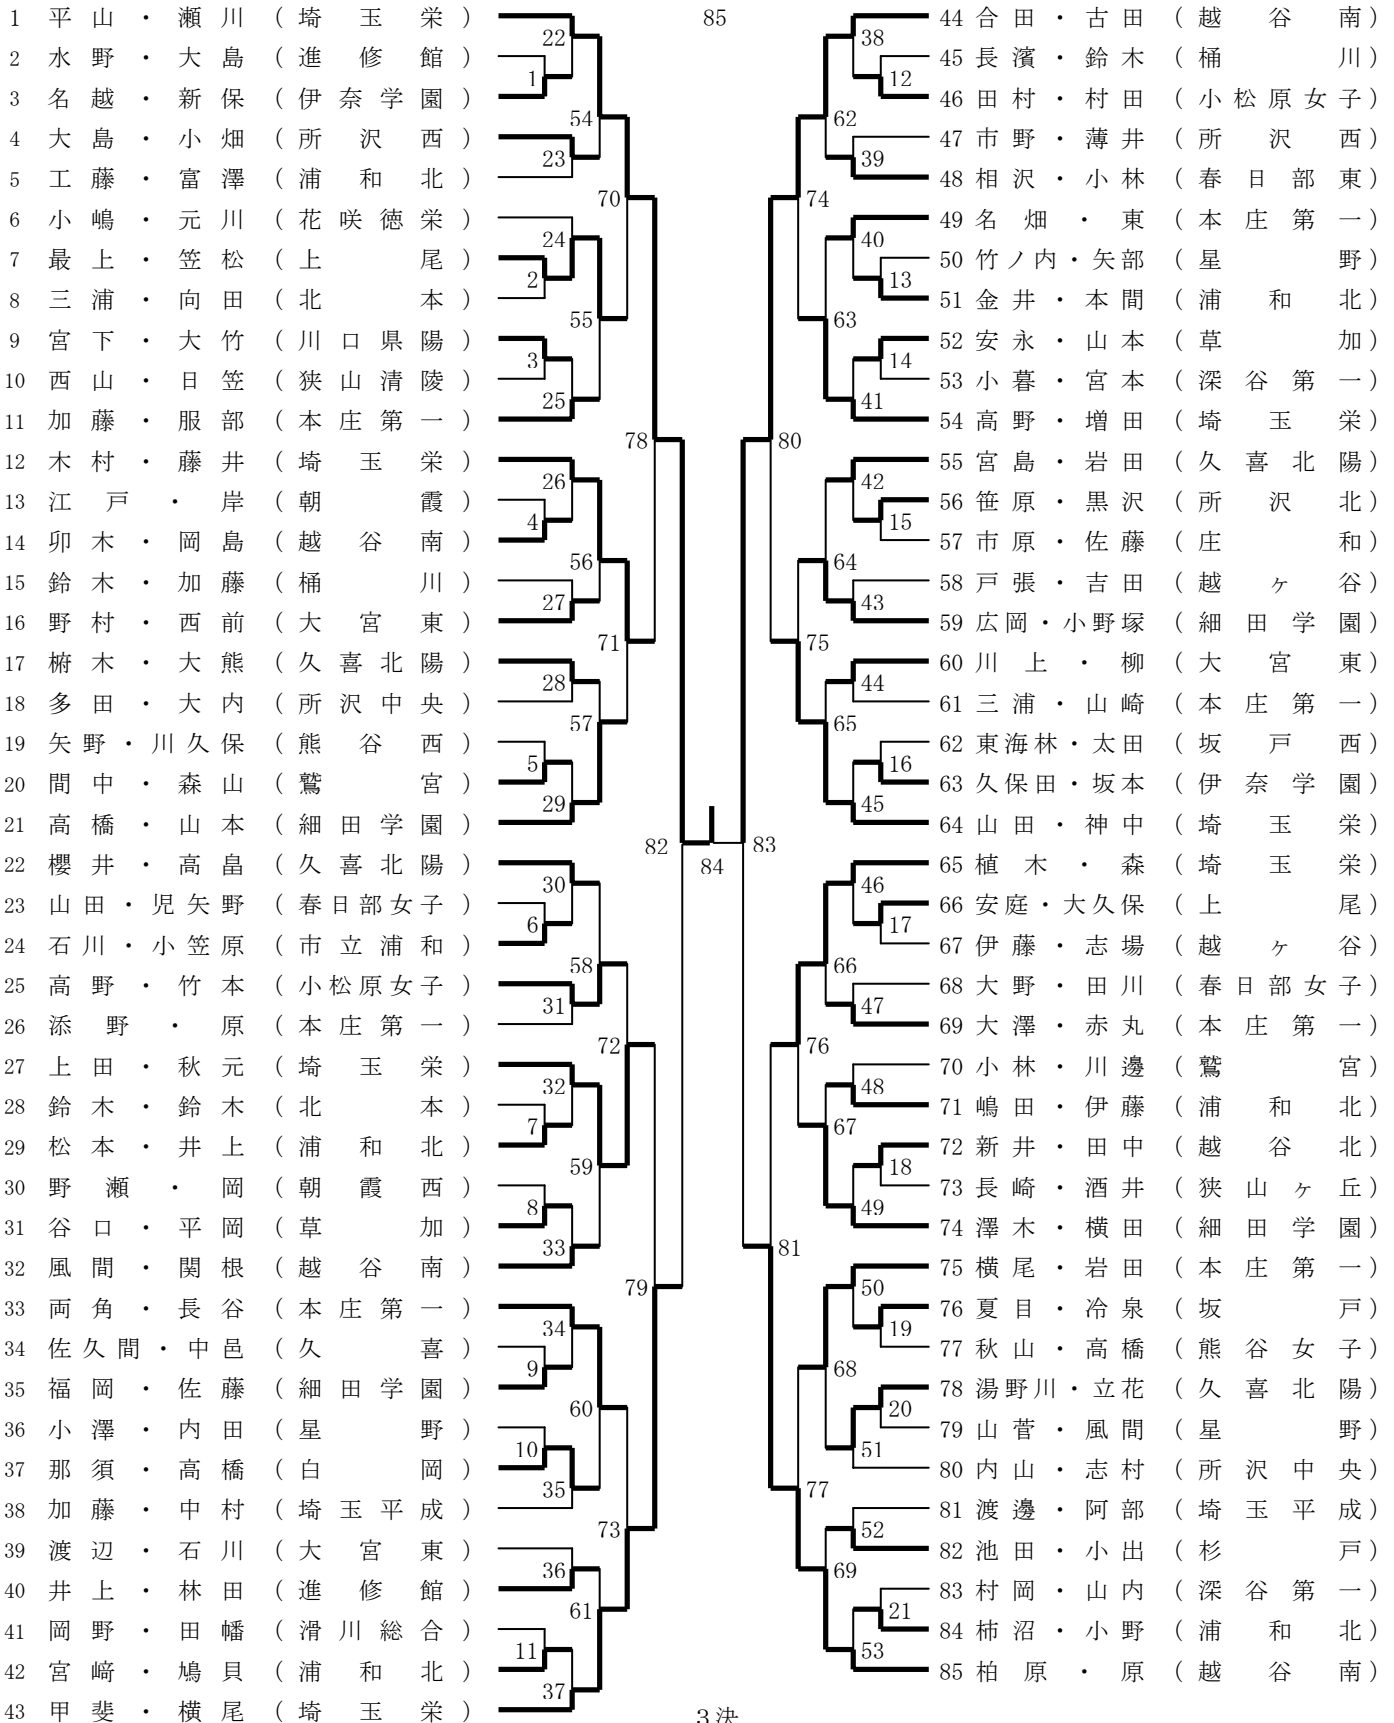 85
1 平山・瀬川 (埼玉栄)
2 水野・大島 (進修館)
3 名越・新保 (伊奈学園)
4 大島・小畑 (所沢西)
5 工藤・富澤 (浦和北)
6 小嶋・元川 (花咲徳栄)
7 最上・笠松 (上尾)
8 三浦・向田 (北本)
9 宮下・大竹 (川口県陽)
10 西山・日笠 (狭山清陵)
11 加藤・服部 (本庄第一)
12 木村・藤井 (埼玉栄)
13 江戸・岸 (朝霞)
14 卯木・岡島 (越谷南)
15 鈴木・加藤 (桶川)
16 野村・西前 (大宮東)
17 椨木・大熊 (久喜北陽)
18 多田・大内 (所沢中央)
19 矢野・川久保 (熊谷西)
20 間中・森山 (鷲宮)
21 高橋・山本 (細田学園)
22 櫻井・高畠 (久喜北陽)
23 山田・児矢野 (春日部女子)
24 石川・小笠原 (市立浦和)
25 高野・竹本 (小松原女子)
26 添野・原 (本庄第一)
27 上田・秋元 (埼玉栄)
28 鈴木・鈴木 (北本)
29 松本・井上 (浦和北)
30 野瀬・岡 (朝霞西)
31 谷口・平岡 (草加)
32 風間・関根 (越谷南)
33 両角・長谷 (本庄第一)
34 佐久間・中邑 (久喜)
35 福岡・佐藤 (細田学園)
36 小澤・内田 (星野)
37 那須・高橋 (白岡)
38 加藤・中村 (埼玉平成)
39 渡辺・石川 (大宮東)
40 井上・林田 (進修館)
41 岡野・田幡 (滑川総合)
42 宮﨑・鳩貝 (浦和北)
43 甲斐・横尾 (埼玉栄)
22
1
54
23
70
24
2
55
3
25
78
26
4
56
27
71
28
57
5
29
82
30
6
58
31
72
32
7
59
8
33
79
34
9
60
10
35
73
36
61
11
37
84
83
38
12
62
39
74
40
13
63
14
41
80
42
15
64
43
75
44
65
16
45
46
17
66
47
76
48
67
18
49
81
50
19
68
20
51
77
52
69
21
53
44 合田・古田 (越谷南)
45 長濱・鈴木 (桶川)
46 田村・村田 (小松原女子)
47 市野・薄井 (所沢西)
48 相沢・小林 (春日部東)
49 名畑・東 (本庄第一)
50 竹ノ内・矢部 (星野)
51 金井・本間 (浦和北)
52 安永・山本 (草加)
53 小暮・宮本 (深谷第一)
54 高野・増田 (埼玉栄)
55 宮島・岩田 (久喜北陽)
56 笹原・黒沢 (所沢北)
57 市原・佐藤 (庄和)
58 戸張・吉田 (越ヶ谷)
59 広岡・小野塚 (細田学園)
60 川上・柳 (大宮東)
61 三浦・山崎 (本庄第一)
62 東海林・太田 (坂戸西)
63 久保田・坂本 (伊奈学園)
64 山田・神中 (埼玉栄)
65 植木・森 (埼玉栄)
66 安庭・大久保 (上尾)
67 伊藤・志場 (越ヶ谷)
68 大野・田川 (春日部女子)
69 大澤・赤丸 (本庄第一)
70 小林・川邊 (鷲宮)
71 嶋田・伊藤 (浦和北)
72 新井・田中 (越谷北)
73 長崎・酒井 (狭山ヶ丘)
74 澤木・横田 (細田学園)
75 横尾・岩田 (本庄第一)
76 夏目・冷泉 (坂戸)
77 秋山・高橋 (熊谷女子)
78 湯野川・立花 (久喜北陽)
79 山菅・風間 (星野)
80 内山・志村 (所沢中央)
81 渡邊・阿部 (埼玉平成)
82 池田・小出 (杉戸)
83 村岡・山内 (深谷第一)
84 柿沼・小野 (浦和北)
85 柏原・原 (越谷南)
3決